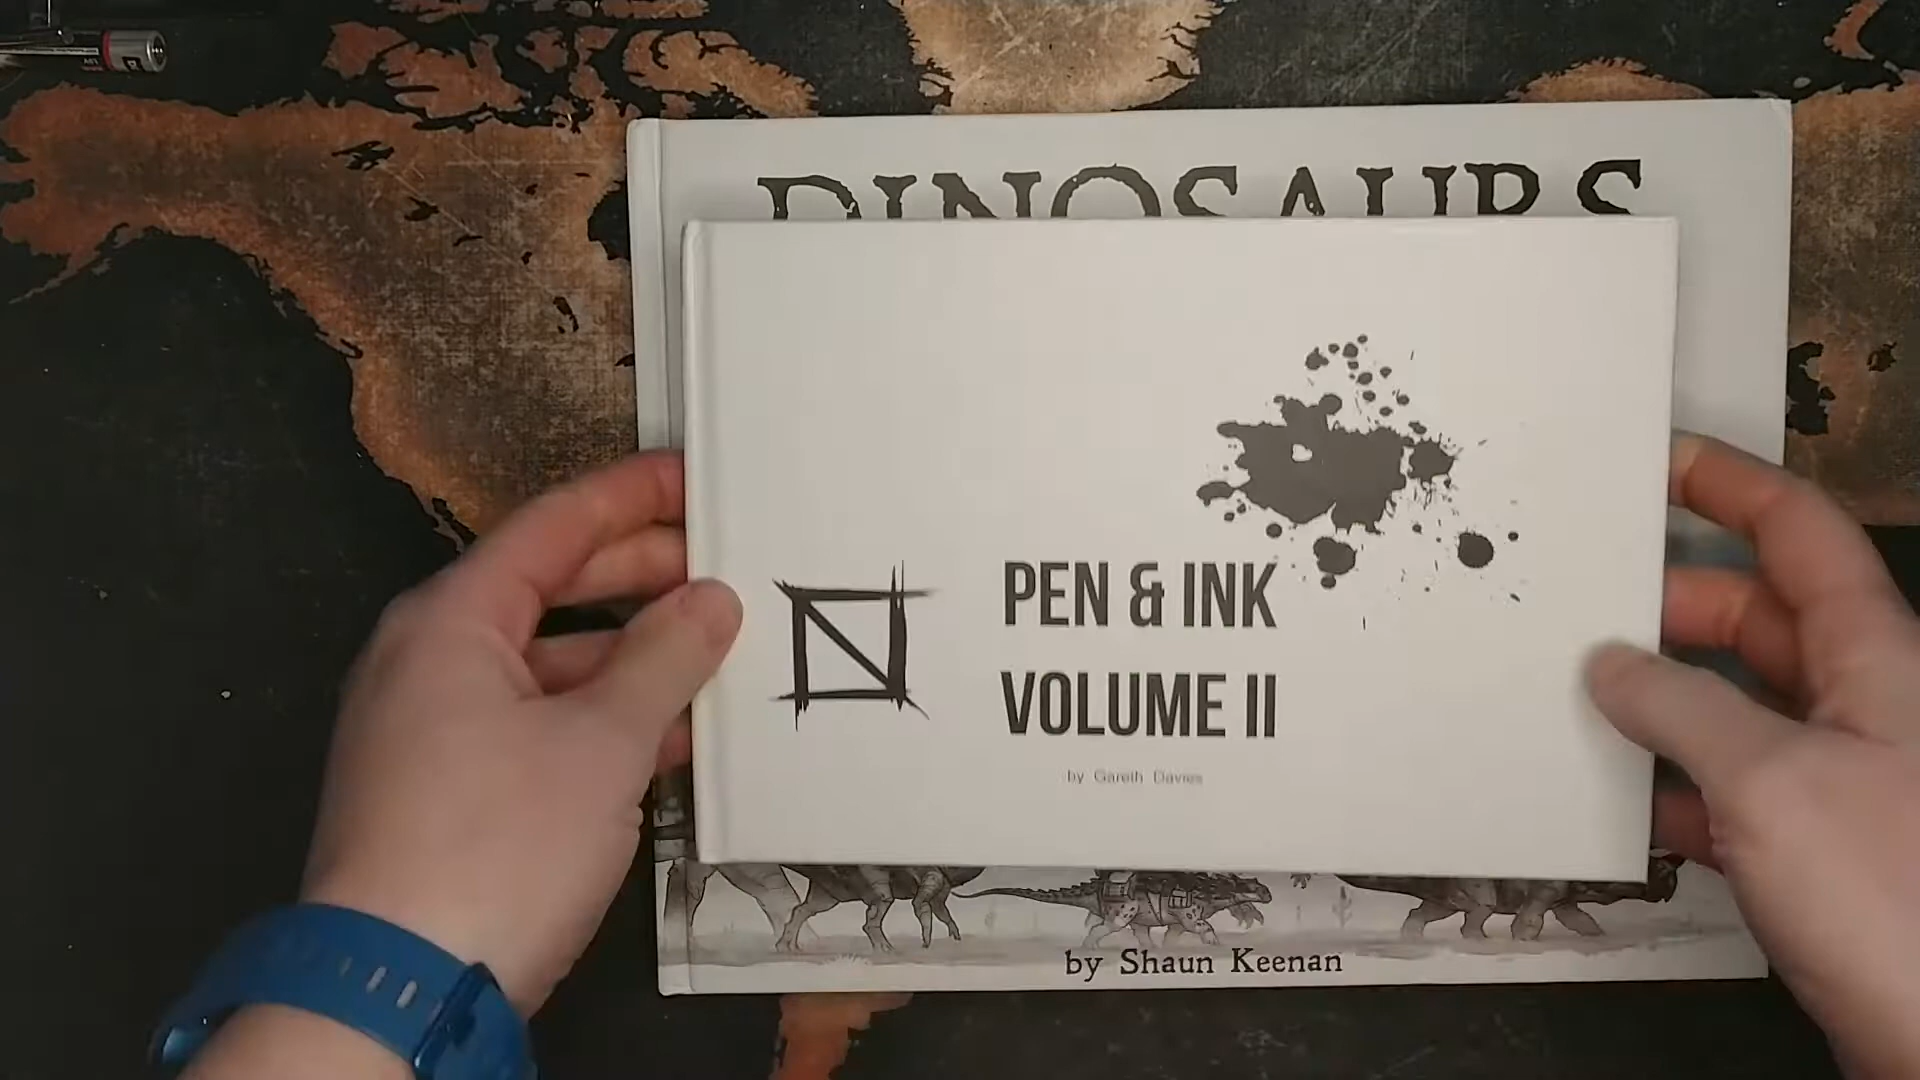 DINOSAURS
PEN & INK
VOLUME II
by Gareth Davies
by Shaun Keenan